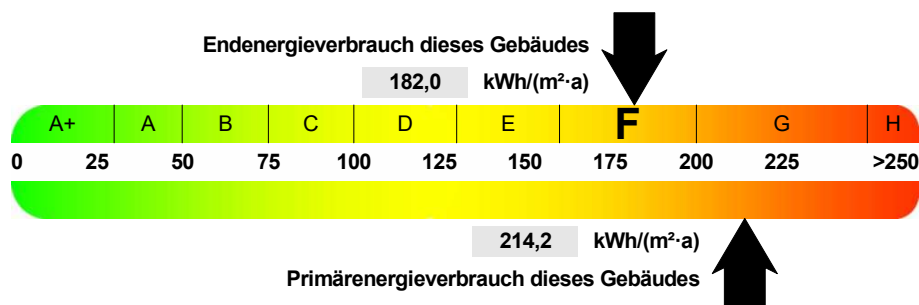 Endenergieverbrauch dieses Gebäudes
182,0 kWh/(m²·a)
A+ A B C D E F G H
0 25 50 75 100 125 150 175 200 225 >250
214,2 kWh/(m²·a)
Primärenergieverbrauch dieses Gebäudes